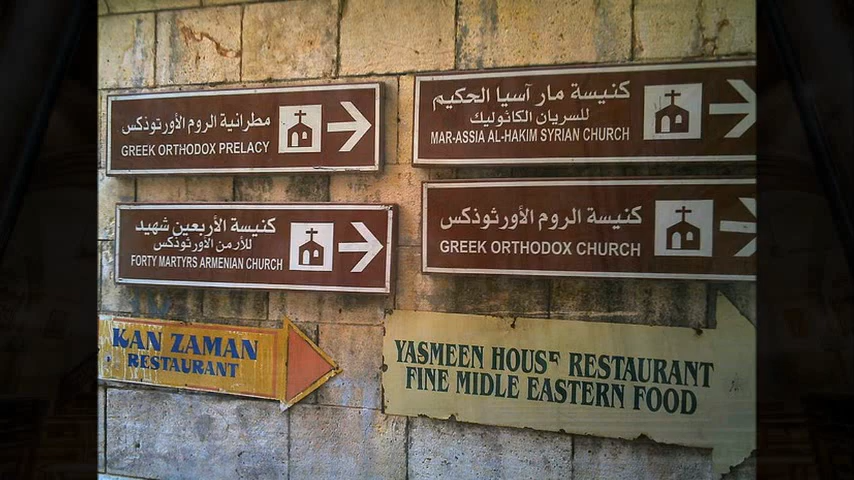 مطرانية الروم الأورثوذكس
GREEK ORTHODOX PRELACY
كنيسة مار آسيا الحكيم
للسريان الكاثوليك
MAR-ASSIA AL-HAKIM SYRIAN CHURCH
كنيسة الأربعين شهيد
للأرمن الأورثوذكس
FORTY MARTYRS ARMENIAN CHURCH
كنيسة الروم الأورثوذكس
GREEK ORTHODOX CHURCH
KAN ZAMAN
RESTAURANT
YASMEEN HOUSE RESTAURANT
FINE MIDLE EASTERN FOOD